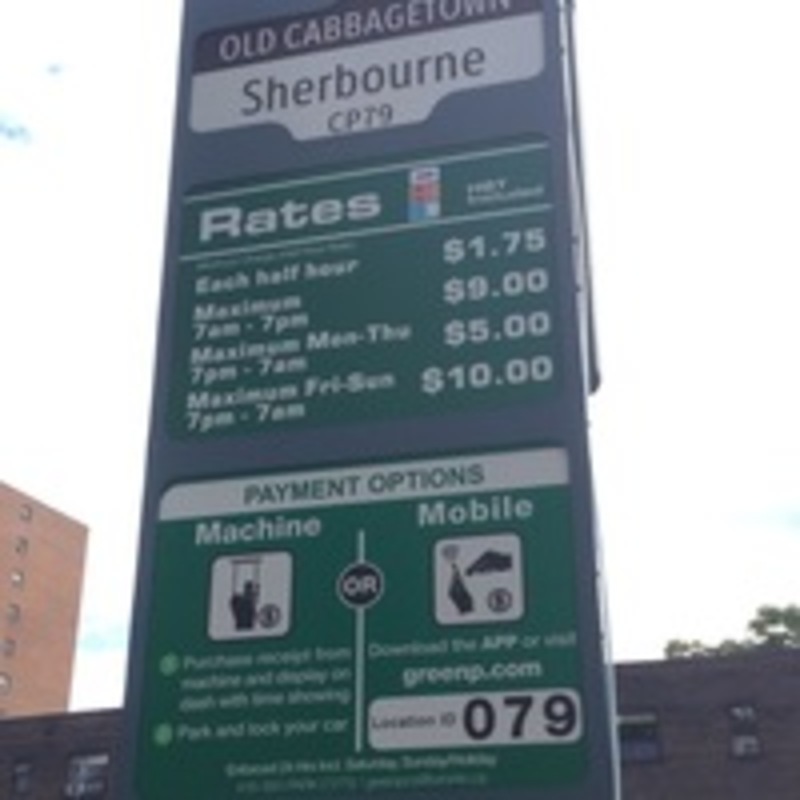 OLD CABBAGETOWN
Sherbourne
CP79
Rates
HST
Included
Each half hour $1.75
Maximum $9.00
7am - 7pm
Maximum Mon-Thu $5.00
7pm - 7am
Maximum Fri-Sun $10.00
7pm - 7am
PAYMENT OPTIONS
Machine
OR
Mobile
Purchase receipt from
machine and display on
dash with time showing
Park and lock your car
Download the APP or visit
greenp.com
Location ID 079